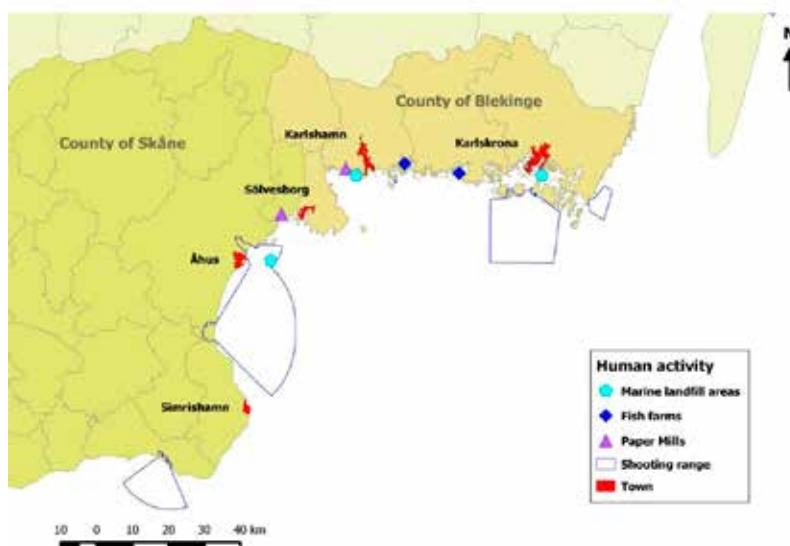 N
County of Blekinge
Karlshamn
County of Skåne
Karlskrona
Sölvesborg
Åhus
Simrishamn
Human activity
Marine landfill areas
Fish farms
Paper Mills
Shooting range
Town
10 0 10 20 30 40 km